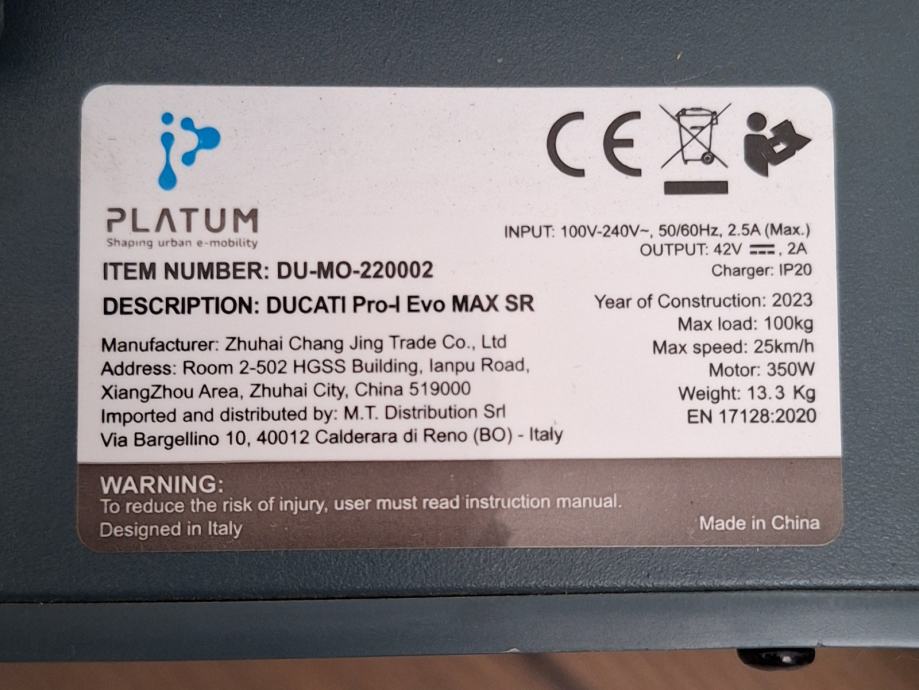 PLATUM
Shaping urban e-mobility
ITEM NUMBER: DU-MO-220002
DESCRIPTION: DUCATI Pro-I Evo MAX SR
Manufacturer: Zhuhai Chang Jing Trade Co., Ltd
Address: Room 2-502 HGSS Building, lanpu Road,
XiangZhou Area, Zhuhai City, China 519000
Imported and distributed by: M.T. Distribution Srl
Via Bargellino 10, 40012 Calderara di Reno (BO) - Italy
CE
INPUT: 100V-240V~, 50/60Hz, 2.5A (Max.)
OUTPUT: 42V ⎓, 2A
Charger: IP20
Year of Construction: 2023
Max load: 100kg
Max speed: 25km/h
Motor: 350W
Weight: 13.3 Kg
EN 17128:2020
WARNING:
To reduce the risk of injury, user must read instruction manual.
Designed in Italy
Made in China